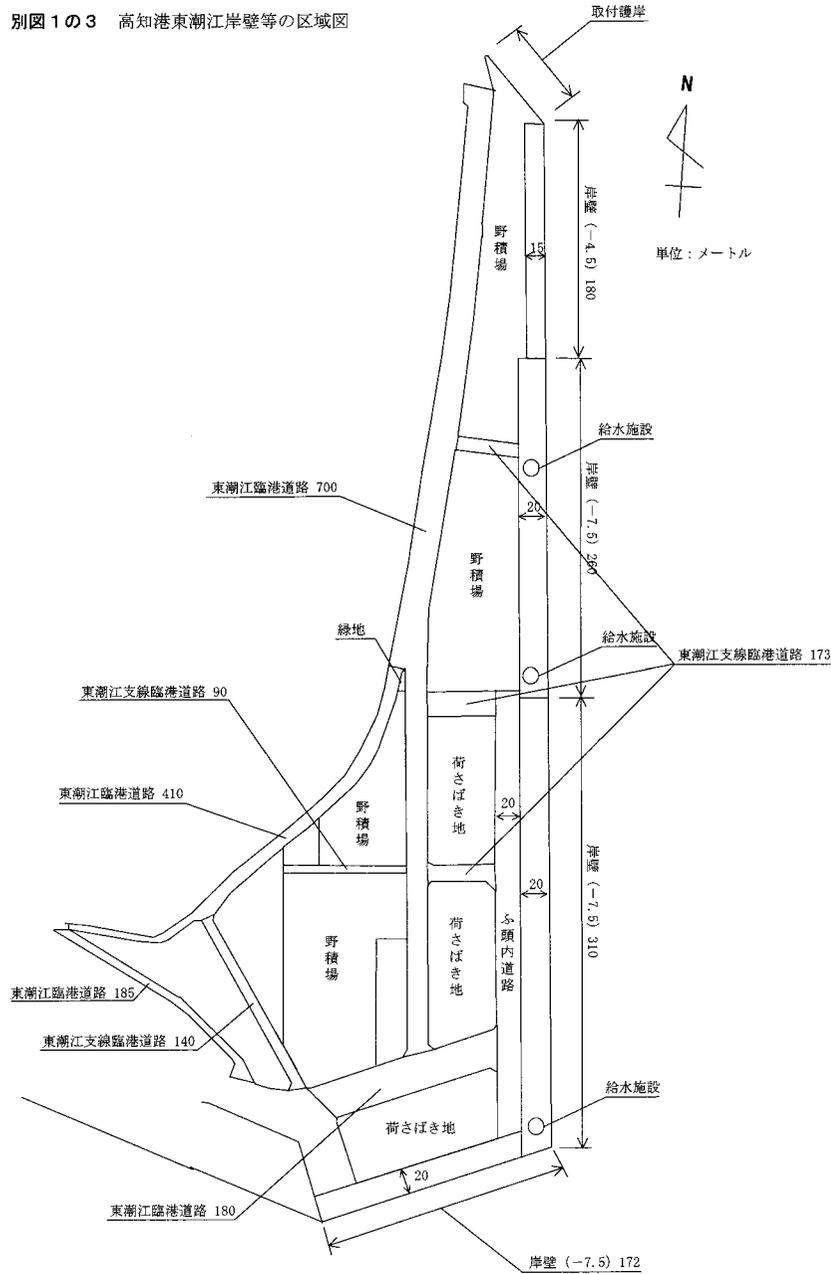 別図１の３　高知港東潮江岸壁等の区域図
取付護岸
N
単位：メートル
野積場
15
岸壁（−4.5）180
給水施設
東潮江臨港道路 700
20
岸壁（−7.5）260
野積場
緑地
給水施設
東潮江支線臨港道路 173
東潮江支線臨港道路 90
荷さばき地
東潮江臨港道路 410
野積場
20
20
岸壁（−7.5）310
野積場
荷さばき地
ふ頭内道路
東潮江臨港道路 185
東潮江支線臨港道路 140
給水施設
荷さばき地
20
東潮江臨港道路 180
岸壁（−7.5）172